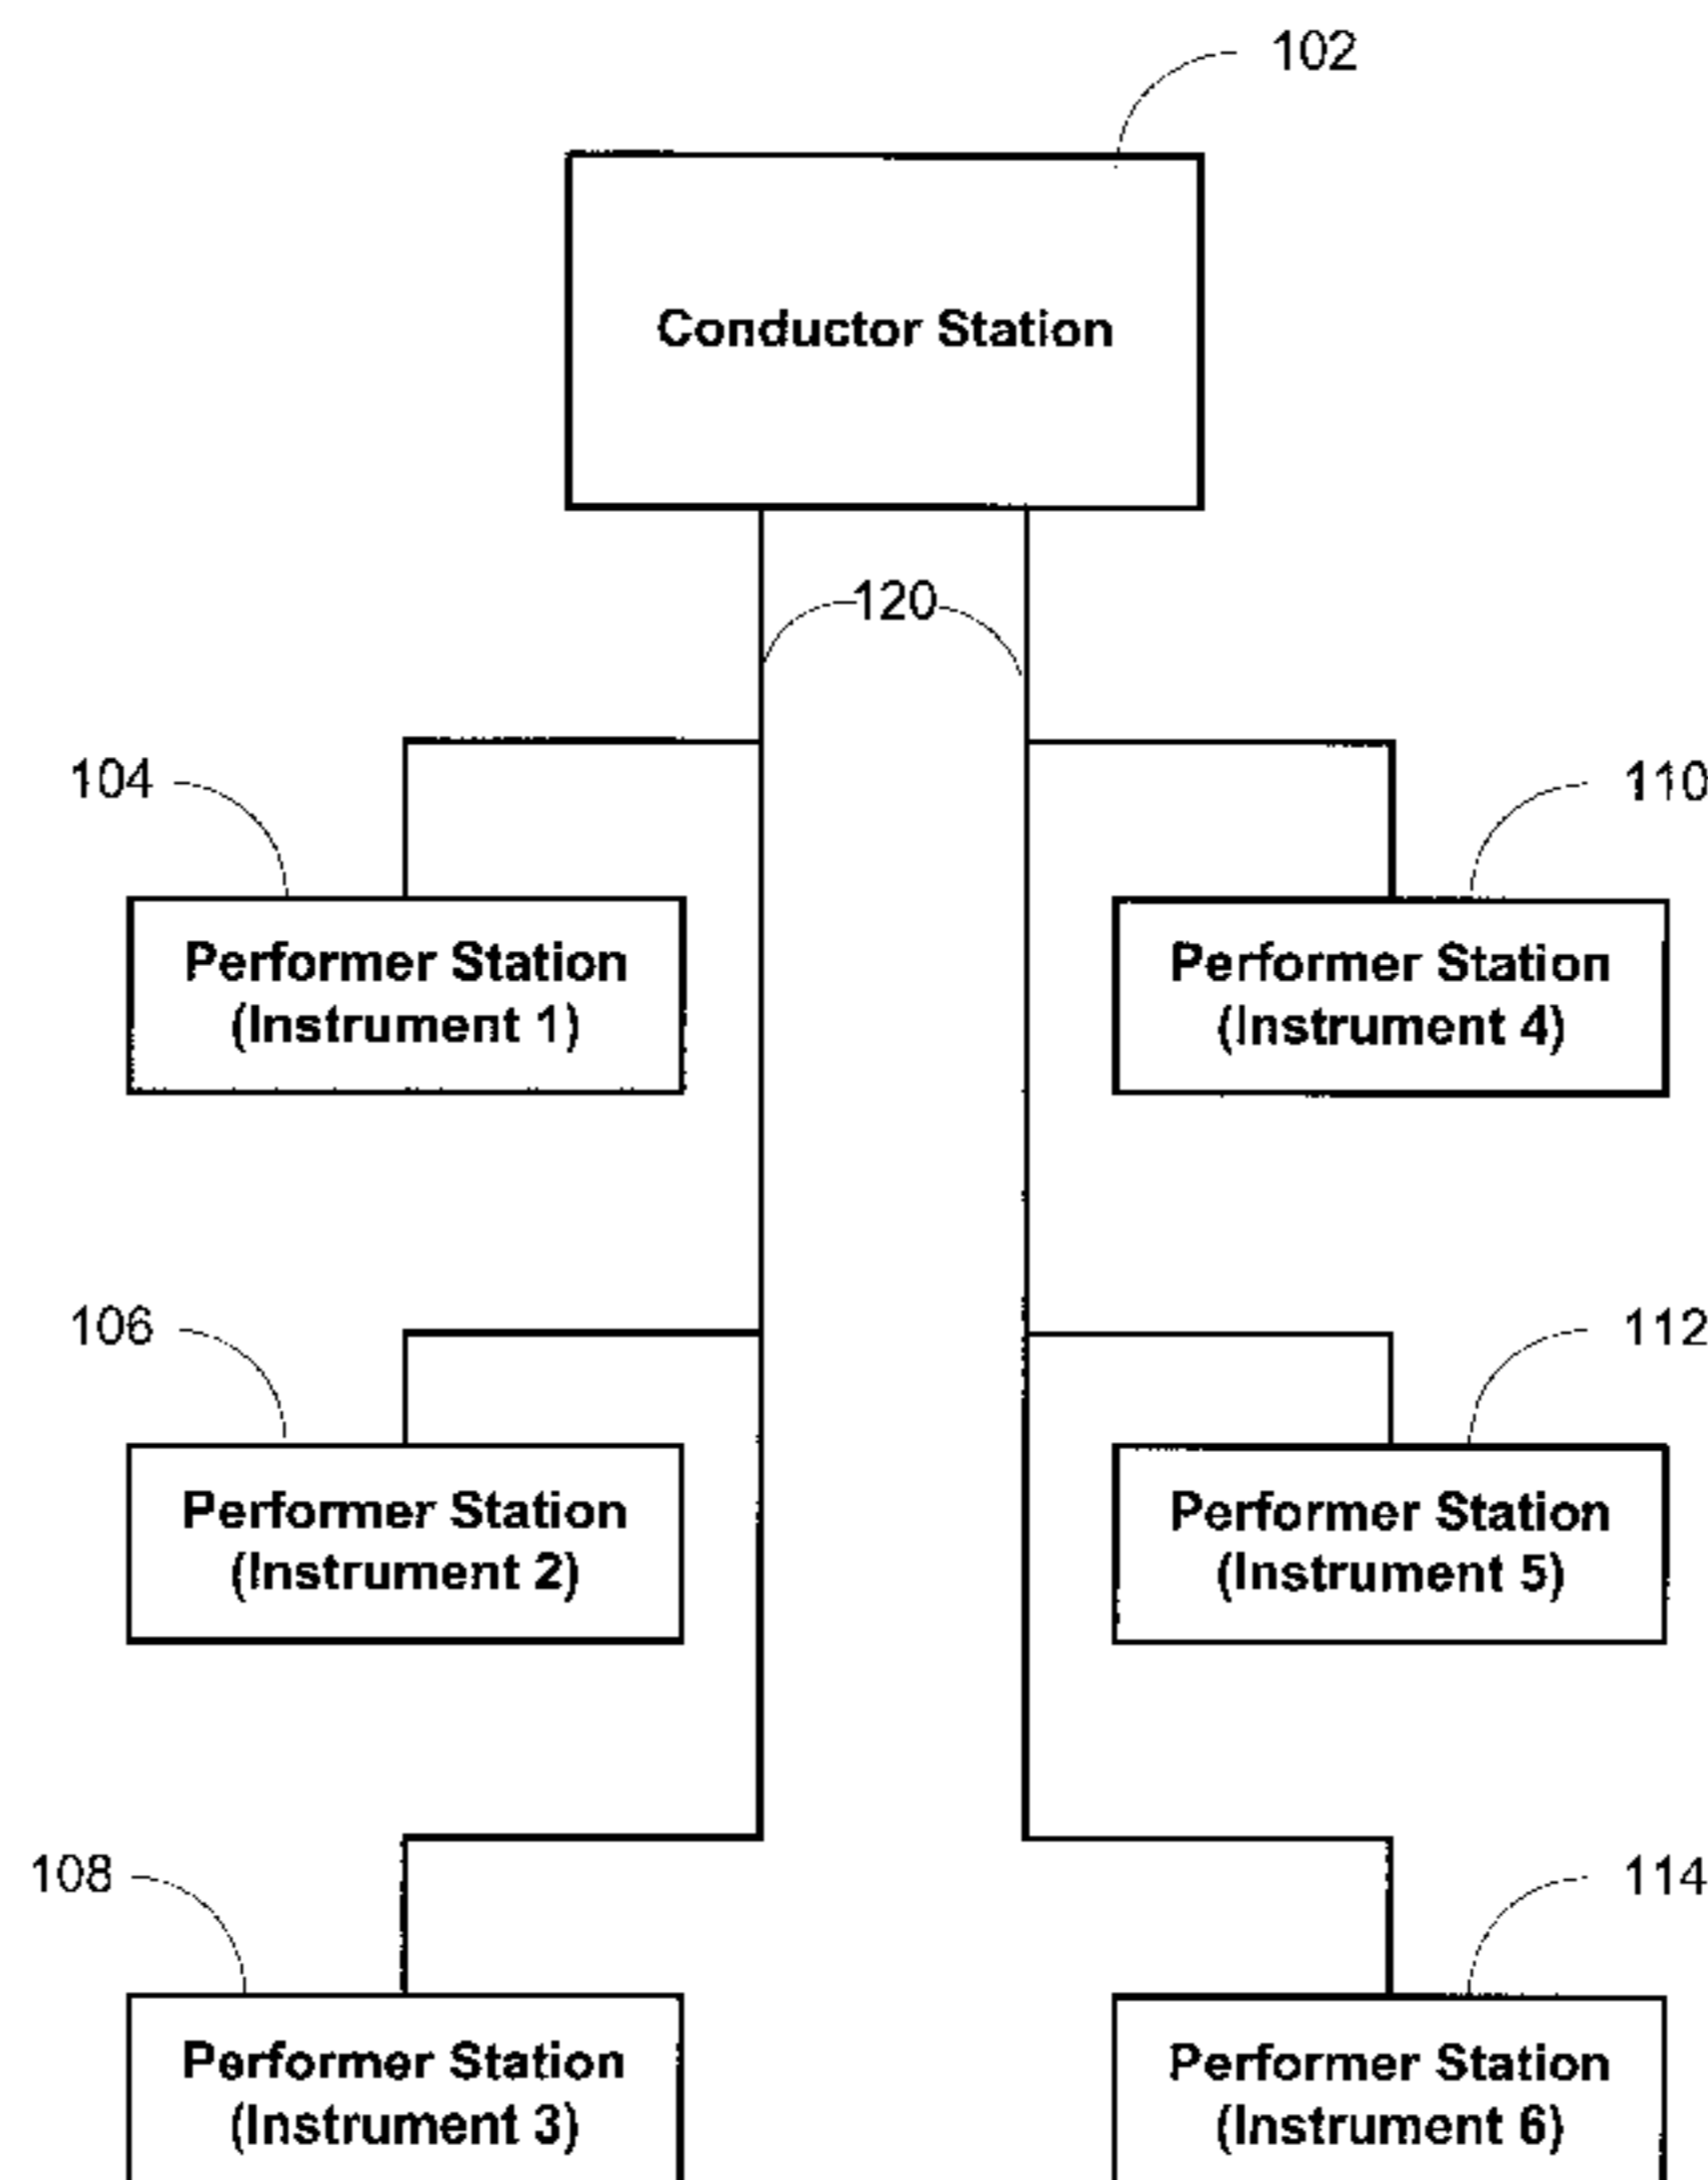 102
Conductor Station
120
104
110
Performer Station
(Instrument 1)
Performer Station
(Instrument 4)
106
112
Performer Station
(Instrument 2)
Performer Station
(Instrument 5)
108
114
Performer Station
(Instrument 3)
Performer Station
(Instrument 6)